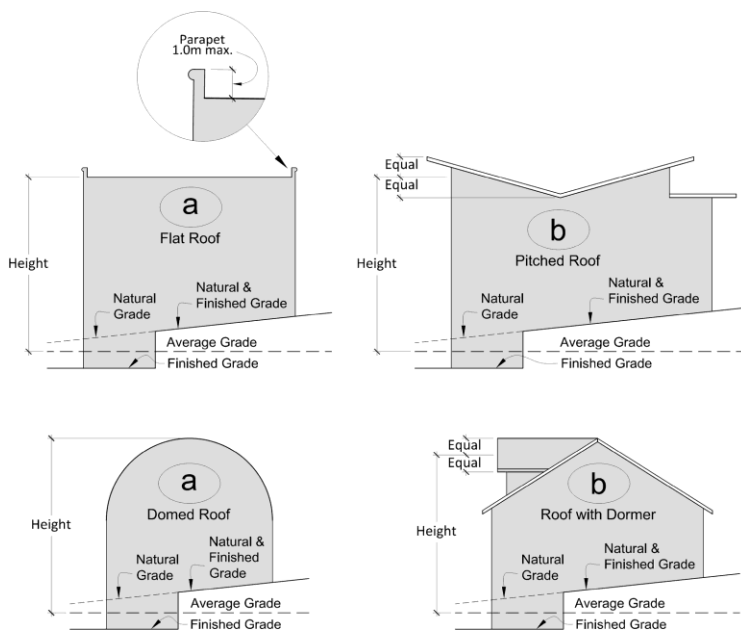 Parapet
1.0m max.
a
Flat Roof
Height
Natural
Grade
Natural &
Finished Grade
Average Grade
Finished Grade
Equal
Equal
b
Pitched Roof
Height
Natural
Grade
Natural &
Finished Grade
Average Grade
Finished Grade
a
Domed Roof
Height
Natural
Grade
Natural &
Finished
Grade
Average Grade
Finished Grade
Equal
Equal
b
Roof with Dormer
Height
Natural
Grade
Natural &
Finished Grade
Average Grade
Finished Grade